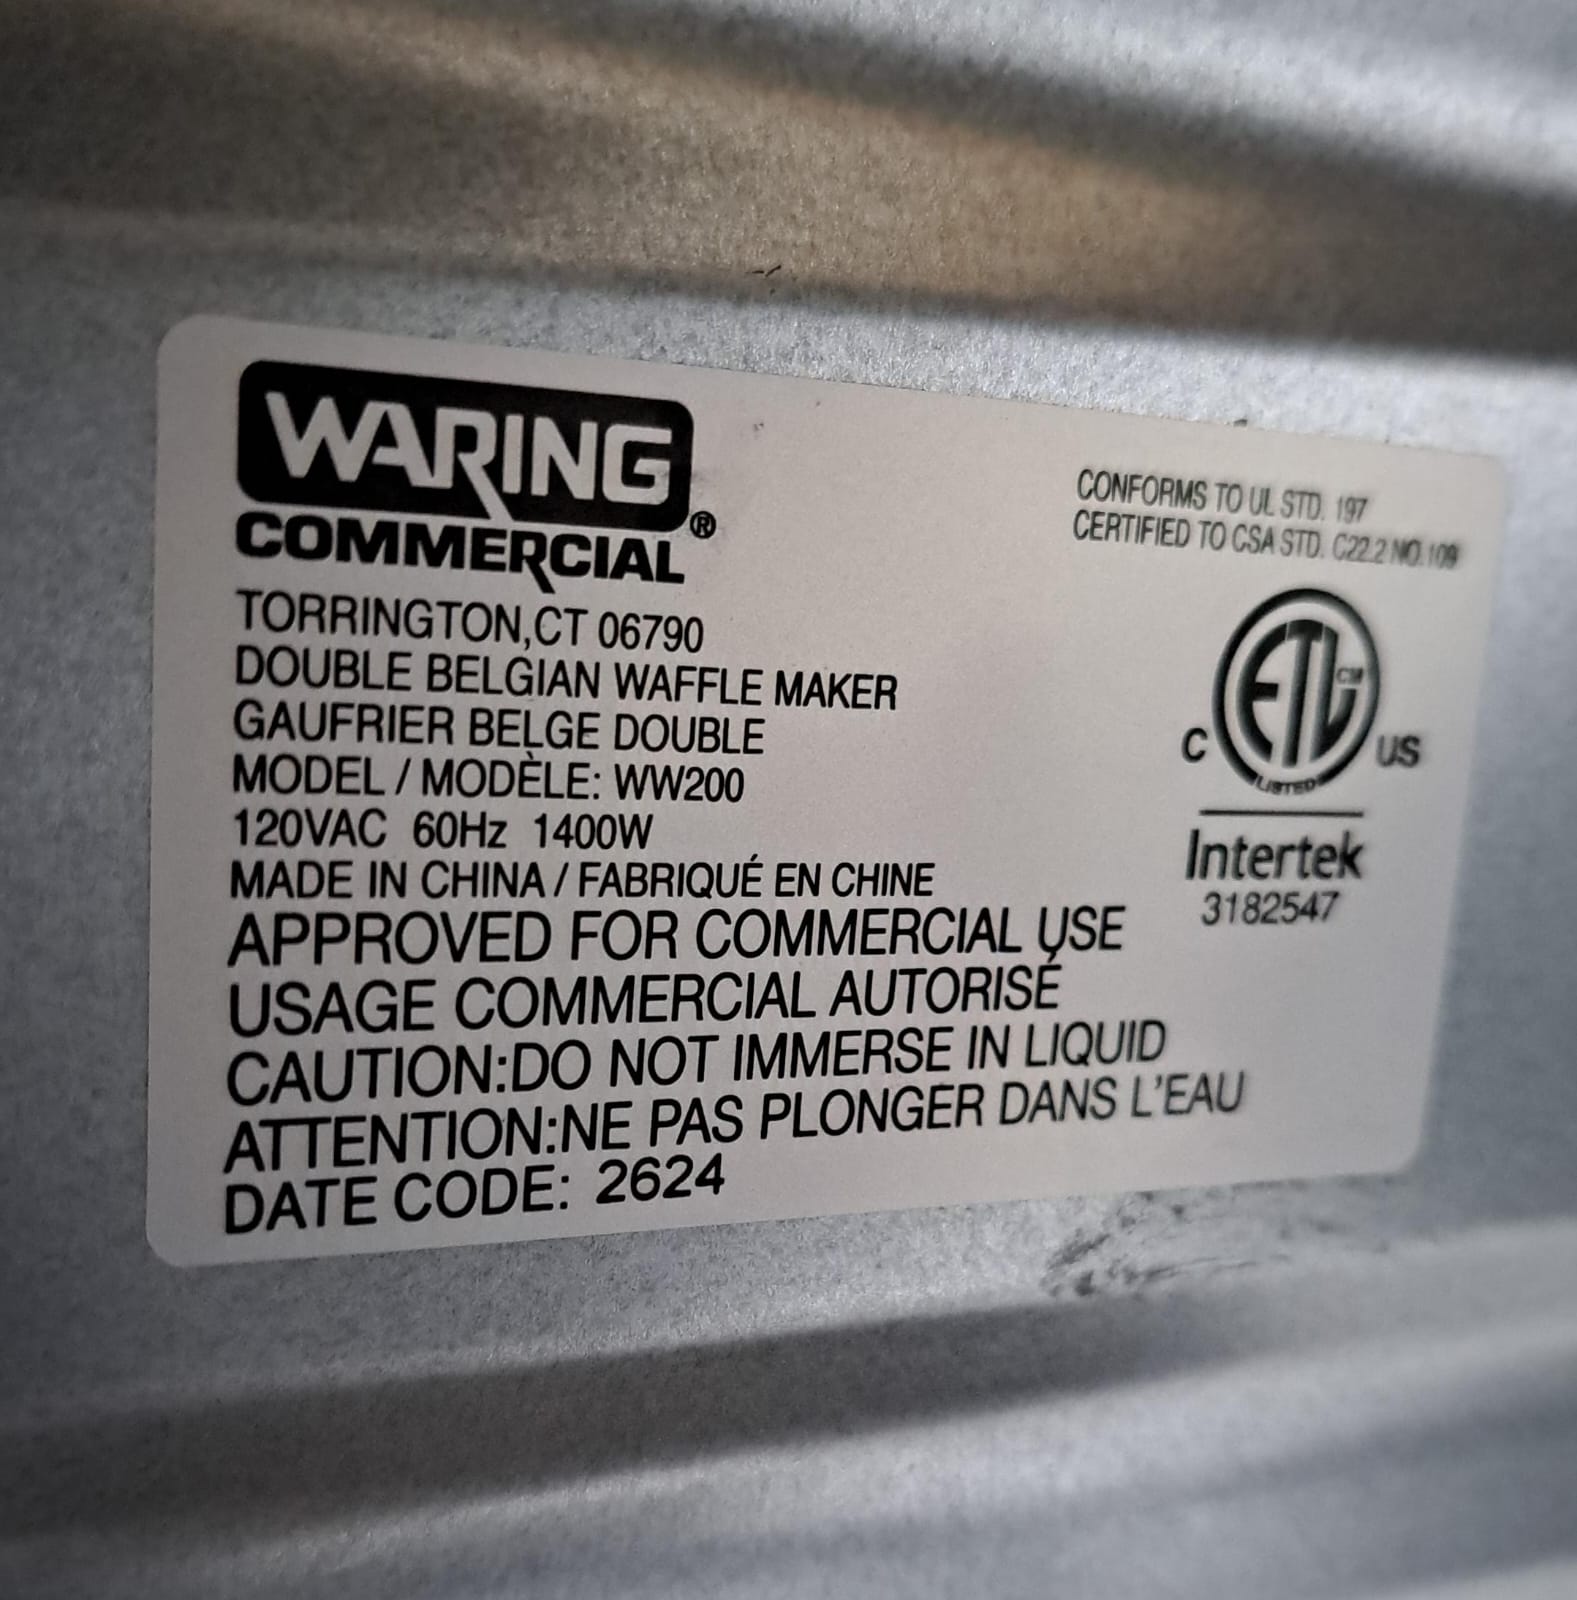 WARING
COMMERCIAL®
TORRINGTON,CT 06790
DOUBLE BELGIAN WAFFLE MAKER
GAUFRIER BELGE DOUBLE
MODEL / MODÈLE: WW200
120VAC 60Hz 1400W
MADE IN CHINA / FABRIQUÉ EN CHINE
APPROVED FOR COMMERCIAL USE
USAGE COMMERCIAL AUTORISÉ
CAUTION:DO NOT IMMERSE IN LIQUID
ATTENTION:NE PAS PLONGER DANS L'EAU
DATE CODE: 2624
CONFORMS TO UL STD. 197
CERTIFIED TO CSA STD. C22.2 NO.109
ETL CM
C US
LISTED
Intertek
3182547